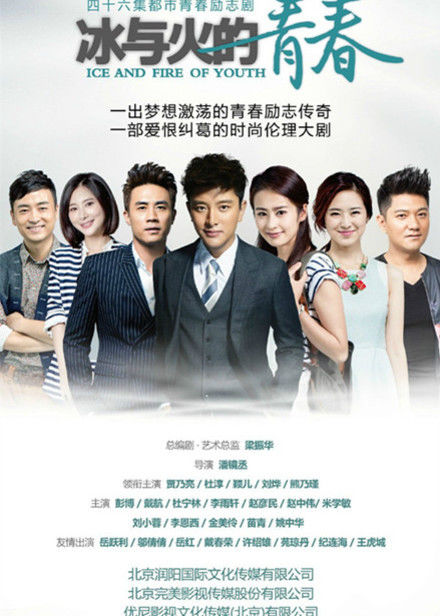 四十六集都市青春励志剧
冰与火的青春
ICE AND FIRE OF YOUTH
一出梦想激荡的青春励志传奇
一部爱恨纠葛的时尚伦理大剧
总编剧·艺术总监 梁振华
导演 潘镜丞
领衔主演 贾乃亮 / 杜淳 / 颖儿 / 刘烨 / 熊乃瑾
主演 彭博 / 戴航 / 杜宁林 / 李雨轩 / 赵彦民 / 赵中伟 / 米学敏
刘小蓉 / 李恩西 / 金美伶 / 苗青 / 姚中华
友情出演 岳跃利 / 邬倩倩 / 岳红 / 戴春荣 / 许绍雄 / 苑琼丹 / 纪连海 / 王虎城
北京润阳国际文化传媒有限公司
北京完美影视传媒股份有限公司
优尼影视文化传媒(北京)有限公司